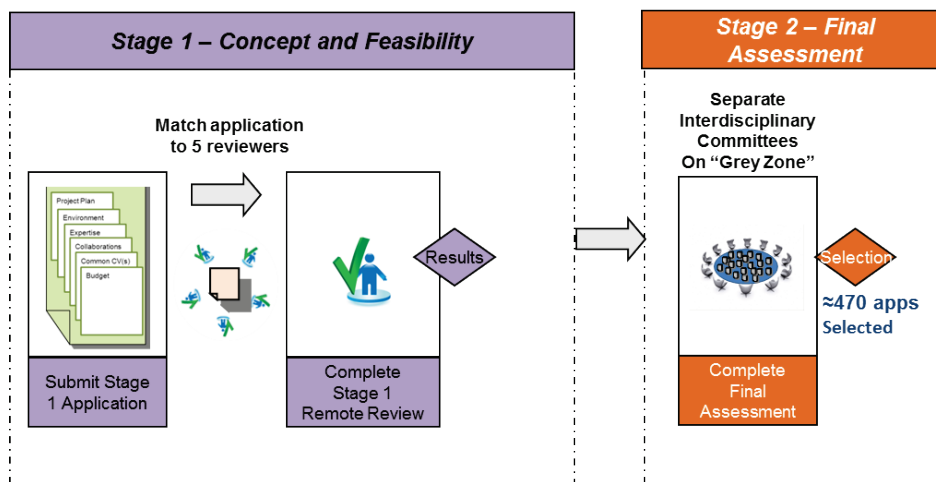 Stage 1 – Concept and Feasibility
Stage 2 – Final
Assessment
Match application
to 5 reviewers
Separate
Interdisciplinary
Committees
On “Grey Zone”
Project Plan
Environment
Expertise
Collaborations
Common CV(s)
Budget
Results
Selection
≈470 apps
Selected
Submit Stage
1 Application
Complete
Stage 1
Remote Review
Complete
Final
Assessment